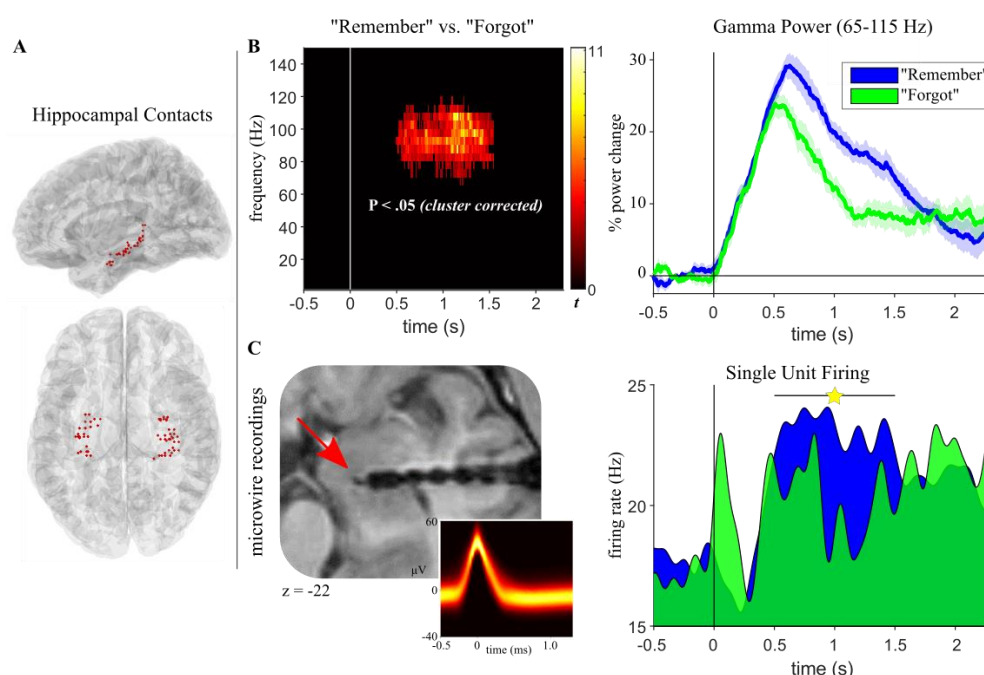 A
Hippocampal Contacts
B
"Remember" vs. "Forgot"
frequency (Hz)
140
120
100
80
60
40
20
P < .05 (cluster corrected)
-0.5 0 0.5 1 1.5 2
time (s)
11
0
t
Gamma Power (65-115 Hz)
"Remember"
"Forgot"
% power change
30
20
10
0
-0.5 0 0.5 1 1.5 2
time (s)
C
microwire recordings
z = -22
60
µV
0
-40
-0.5 0 1.0
time (ms)
Single Unit Firing
firing rate (Hz)
25
20
15
-0.5 0 0.5 1 1.5 2
time (s)